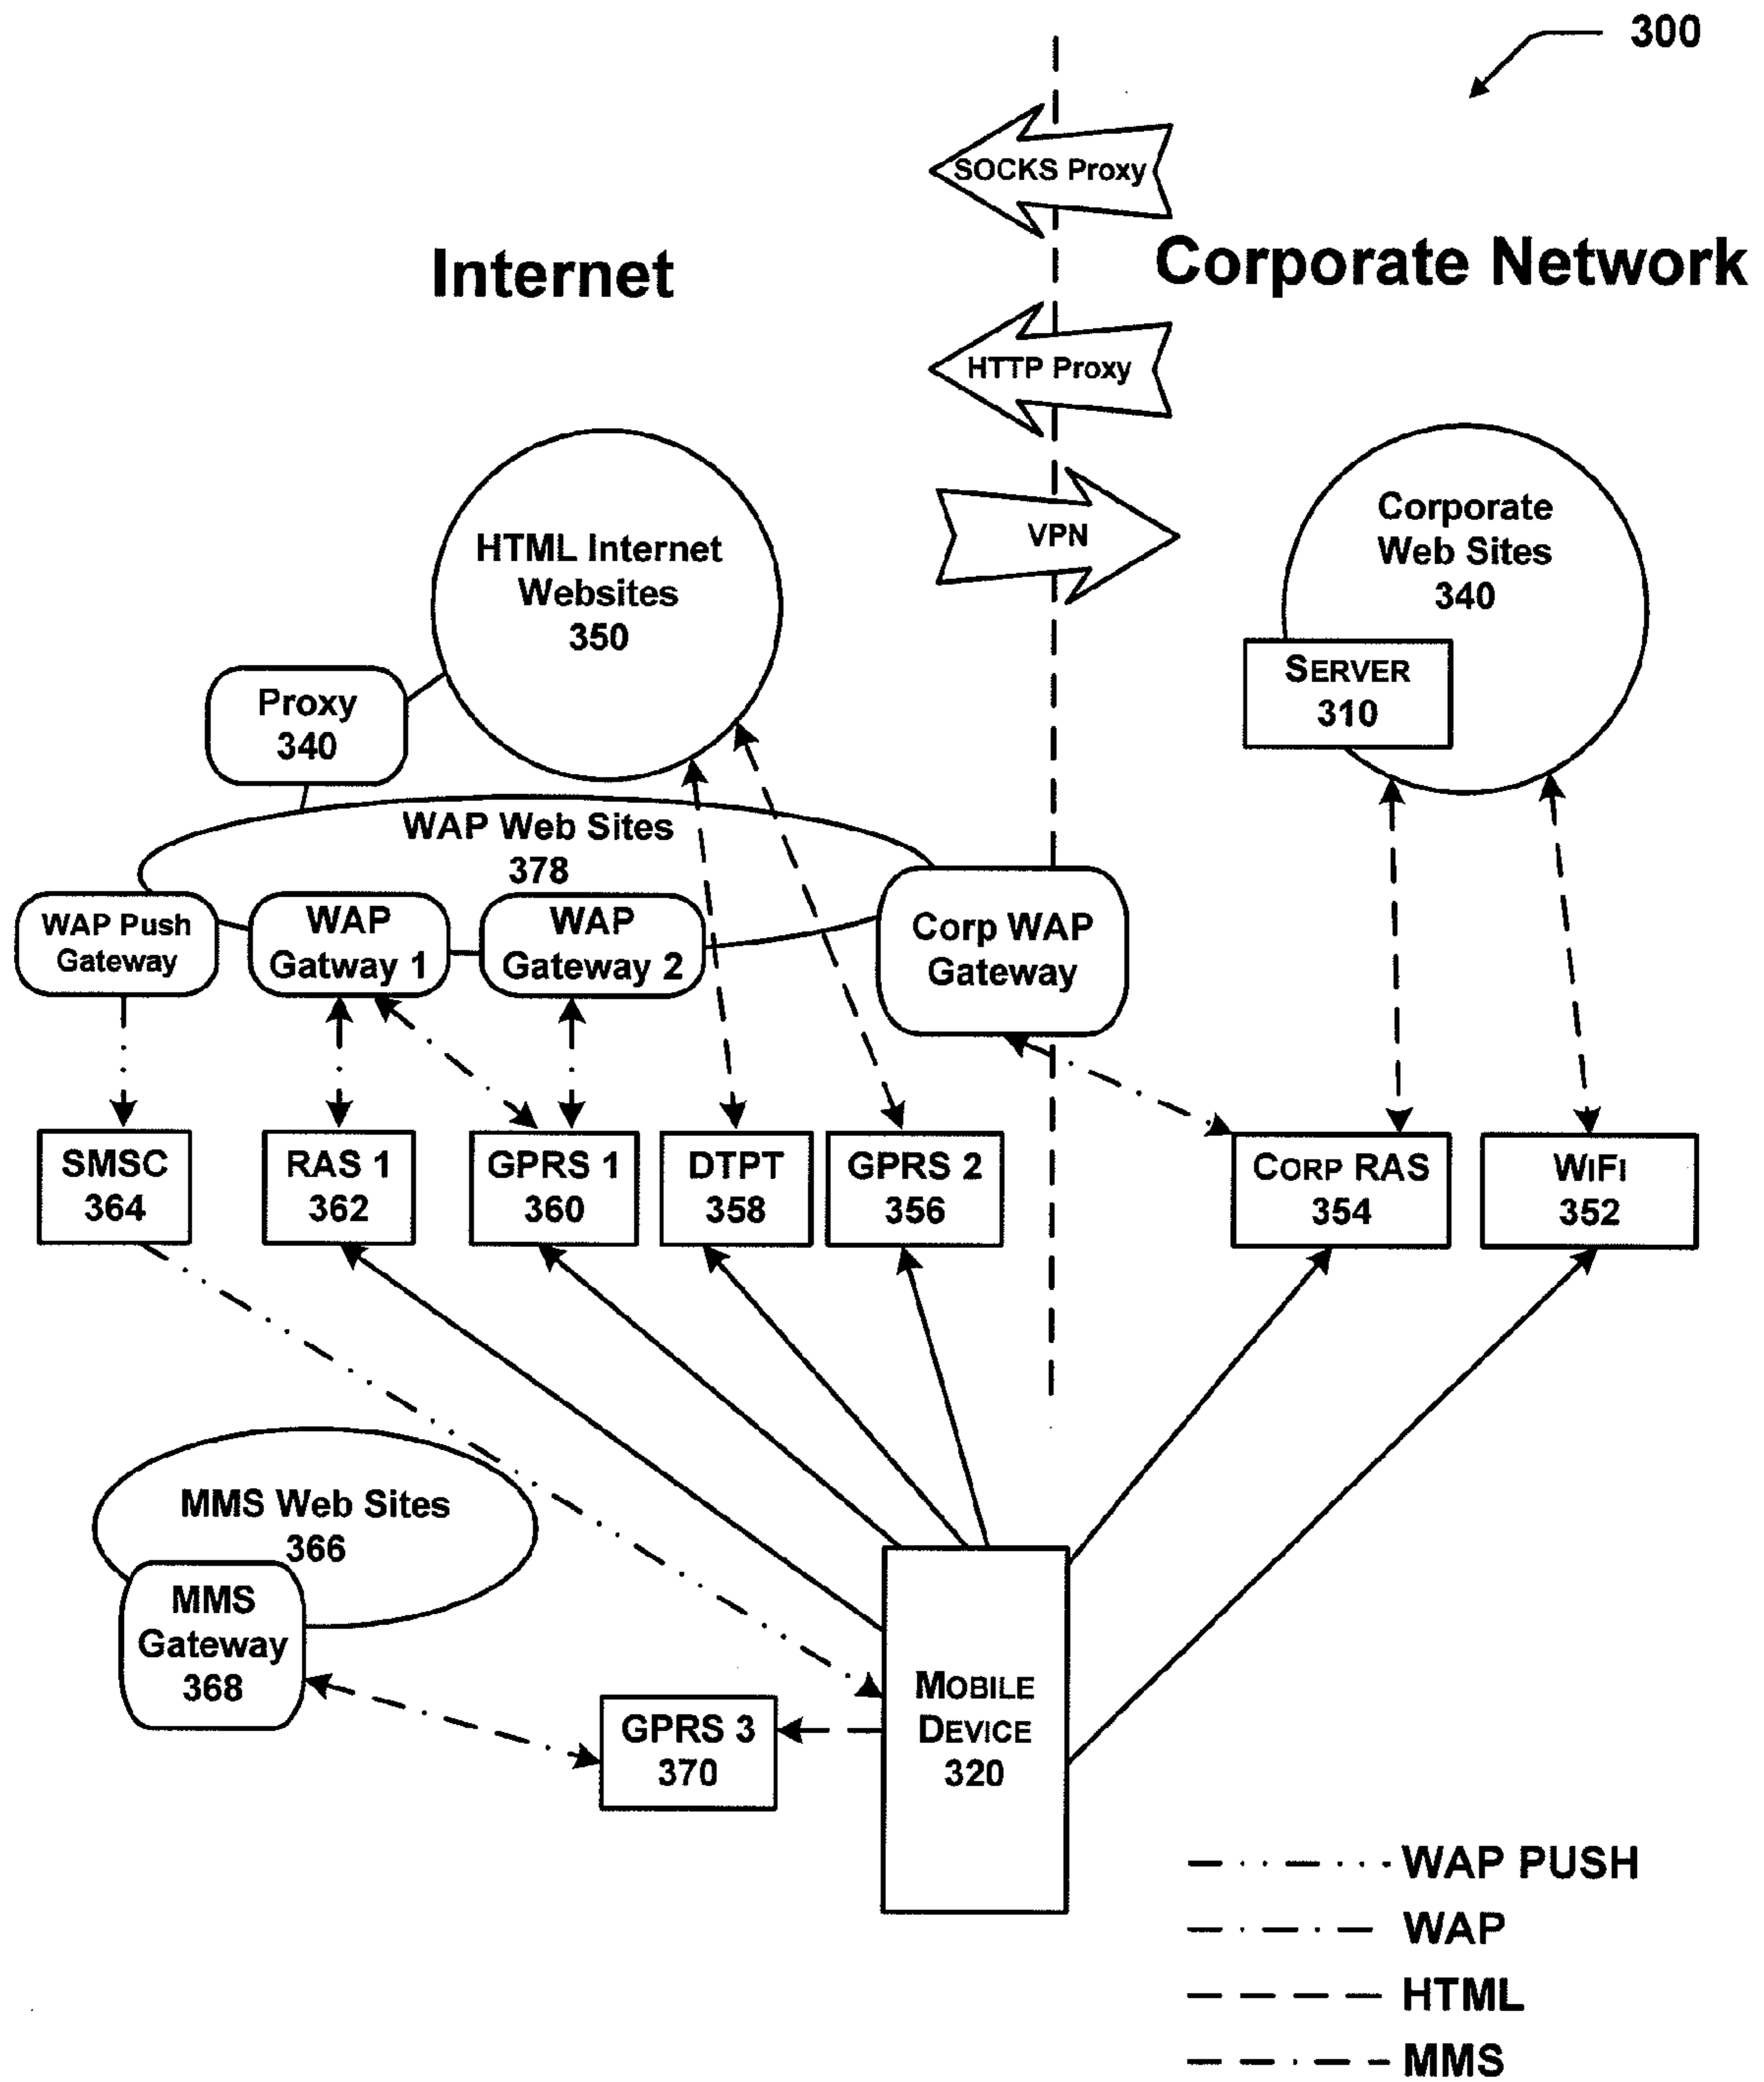 300
SOCKS Proxy
Internet
Corporate Network
HTTP Proxy
VPN
HTML Internet
Websites
350
Corporate
Web Sites
340
SERVER
310
Proxy
340
WAP Web Sites
378
WAP Push
Gateway
WAP
Gatway 1
WAP
Gateway 2
Corp WAP
Gateway
SMSC
364
RAS 1
362
GPRS 1
360
DTPT
358
GPRS 2
356
CORP RAS
354
WIFI
352
MMS Web Sites
366
MMS
Gateway
368
GPRS 3
370
MOBILE
DEVICE
320
WAP PUSH
WAP
HTML
MMS